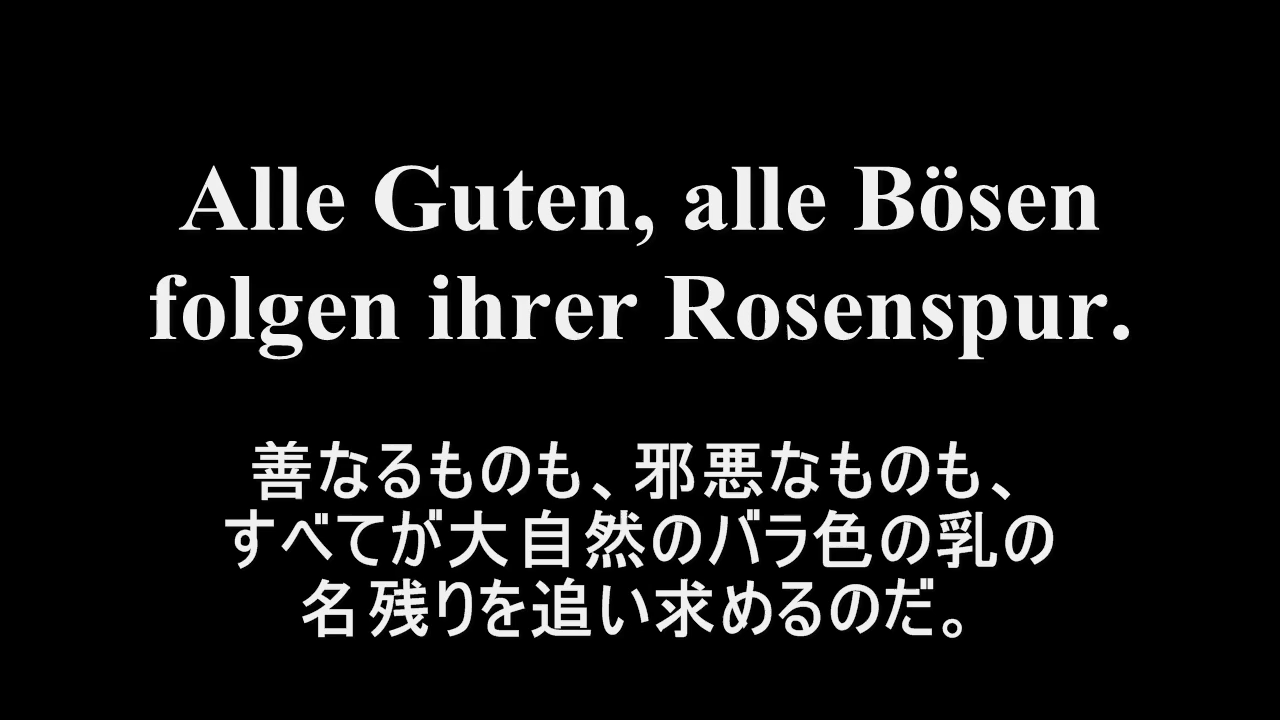 Alle Guten, alle Bösen
folgen ihrer Rosenspur.
善なるものも、邪悪なものも、
すべてが大自然のバラ色の乳の
名残りを追い求めるのだ。